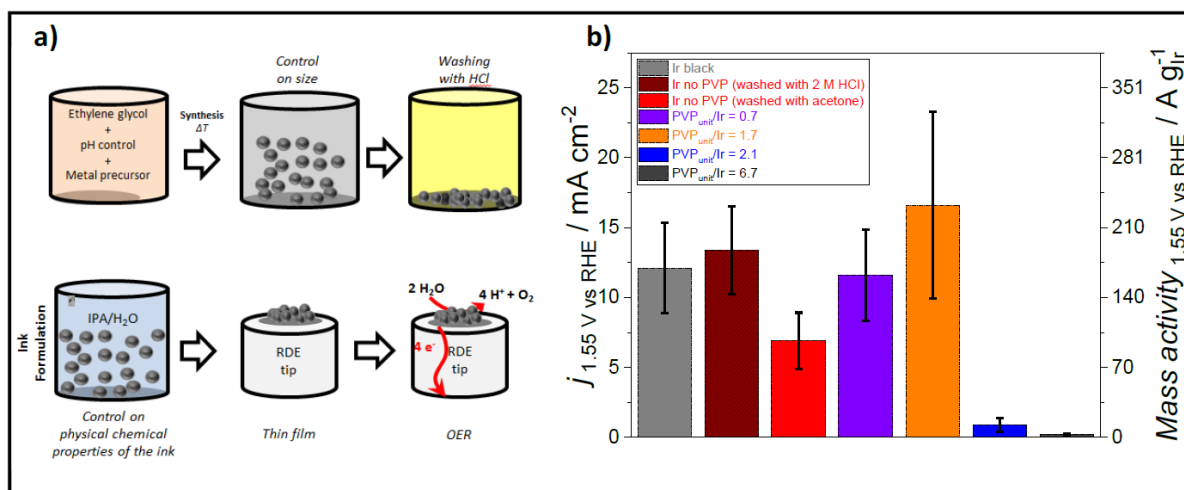 a)
Control
on size
Washing
with HCl
Ethylene glycol
+
pH control
+
Metal precursor
Synthesis
ΔT
Ink
Formulation
IPA/H2O
RDE
tip
2 H2O
4 H+ + O2
4 e-
RDE
tip
Control on
physical chemical
properties of the ink
Thin film
OER
b)
j 1.55 V vs RHE / mA cm-2
25
20
15
10
5
0
Ir black
Ir no PVP (washed with 2 M HCl)
Ir no PVP (washed with acetone)
PVPunit/Ir = 0.7
PVPunit/Ir = 1.7
PVPunit/Ir = 2.1
PVPunit/Ir = 6.7
351
281
210
140
70
0
Mass activity 1.55 V vs RHE / A g-1Ir